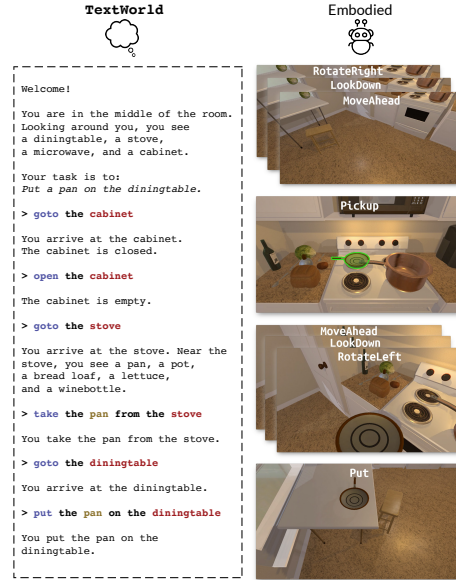 TextWorld
Welcome!
You are in the middle of the room.
Looking around you, you see
a diningtable, a stove,
a microwave, and a cabinet.
Your task is to:
Put a pan on the diningtable.
> goto the cabinet
You arrive at the cabinet.
The cabinet is closed.
> open the cabinet
The cabinet is empty.
> goto the stove
You arrive at the stove. Near the
stove, you see a pan, a pot,
a bread loaf, a lettuce,
and a winebottle.
> take the pan from the stove
You take the pan from the stove.
> goto the diningtable
You arrive at the diningtable.
> put the pan on the diningtable
You put the pan on the
diningtable.
Embodied
RotateRight
LookDown
MoveAhead
Pickup
MoveAhead
LookDown
RotateLeft
Put